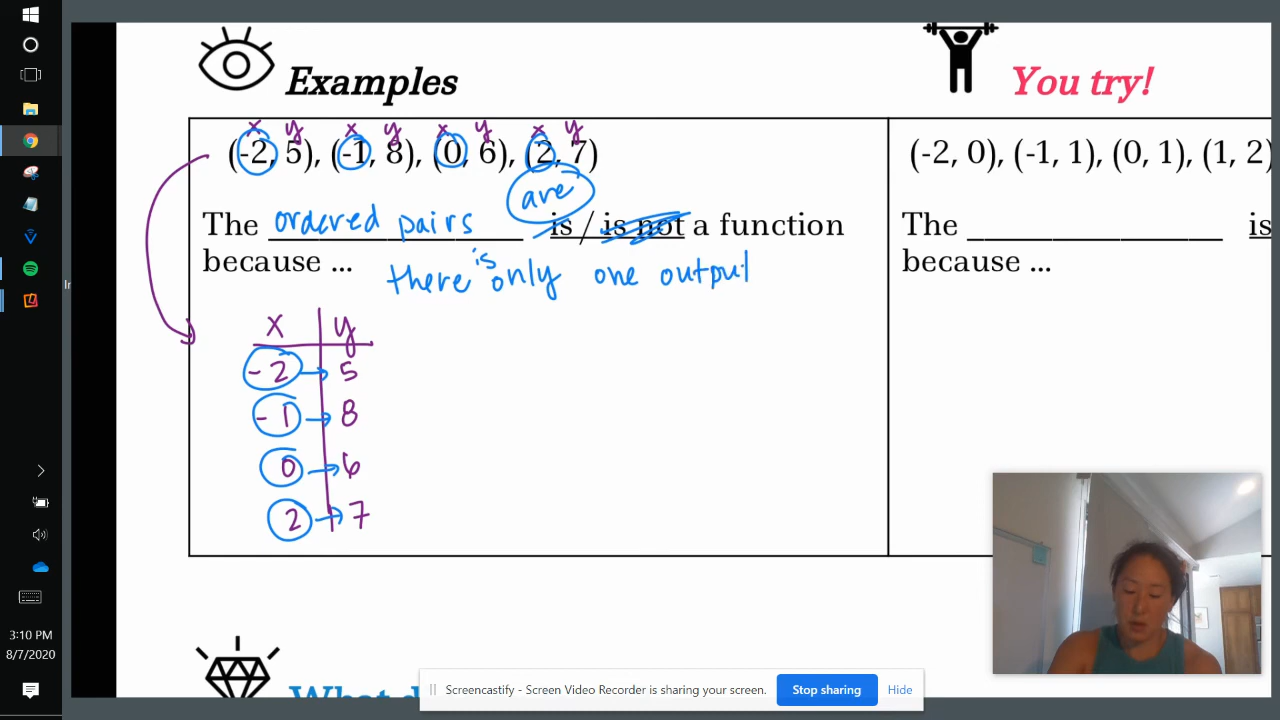 Examples
You try!
x y x y x y x y
(-2, 5), (-1, 8), (0, 6), (2, 7)
(-2, 0), (-1, 1), (0, 1), (1, 2)
are
The ordered pairs is / is not a function
because ... there is only one output
The ____________________ is
because ...
x y
-2 → 5
-1 → 8
0 → 6
2 → 7
3:10 PM
8/7/2020
Screencastify - Screen Video Recorder is sharing your screen. Stop sharing Hide